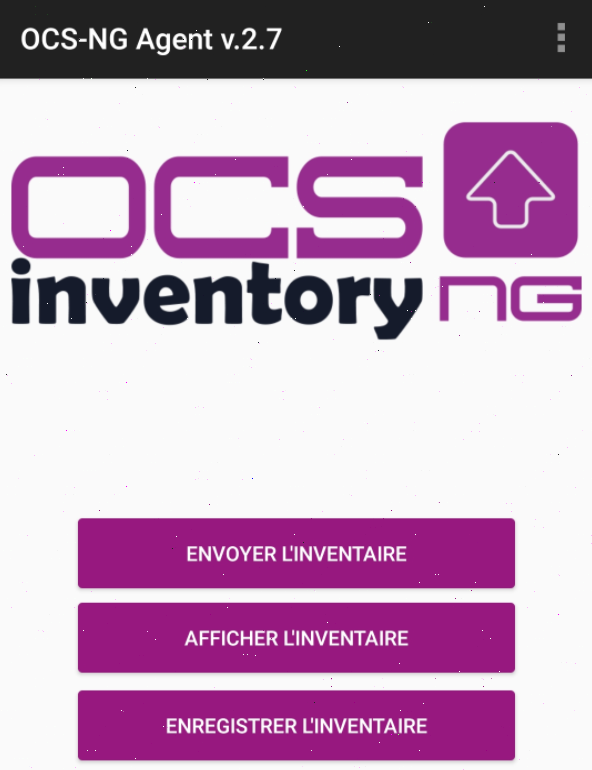 OCS-NG Agent v.2.7
OCS
inventory nG
ENVOYER L'INVENTAIRE
AFFICHER L'INVENTAIRE
ENREGISTRER L'INVENTAIRE